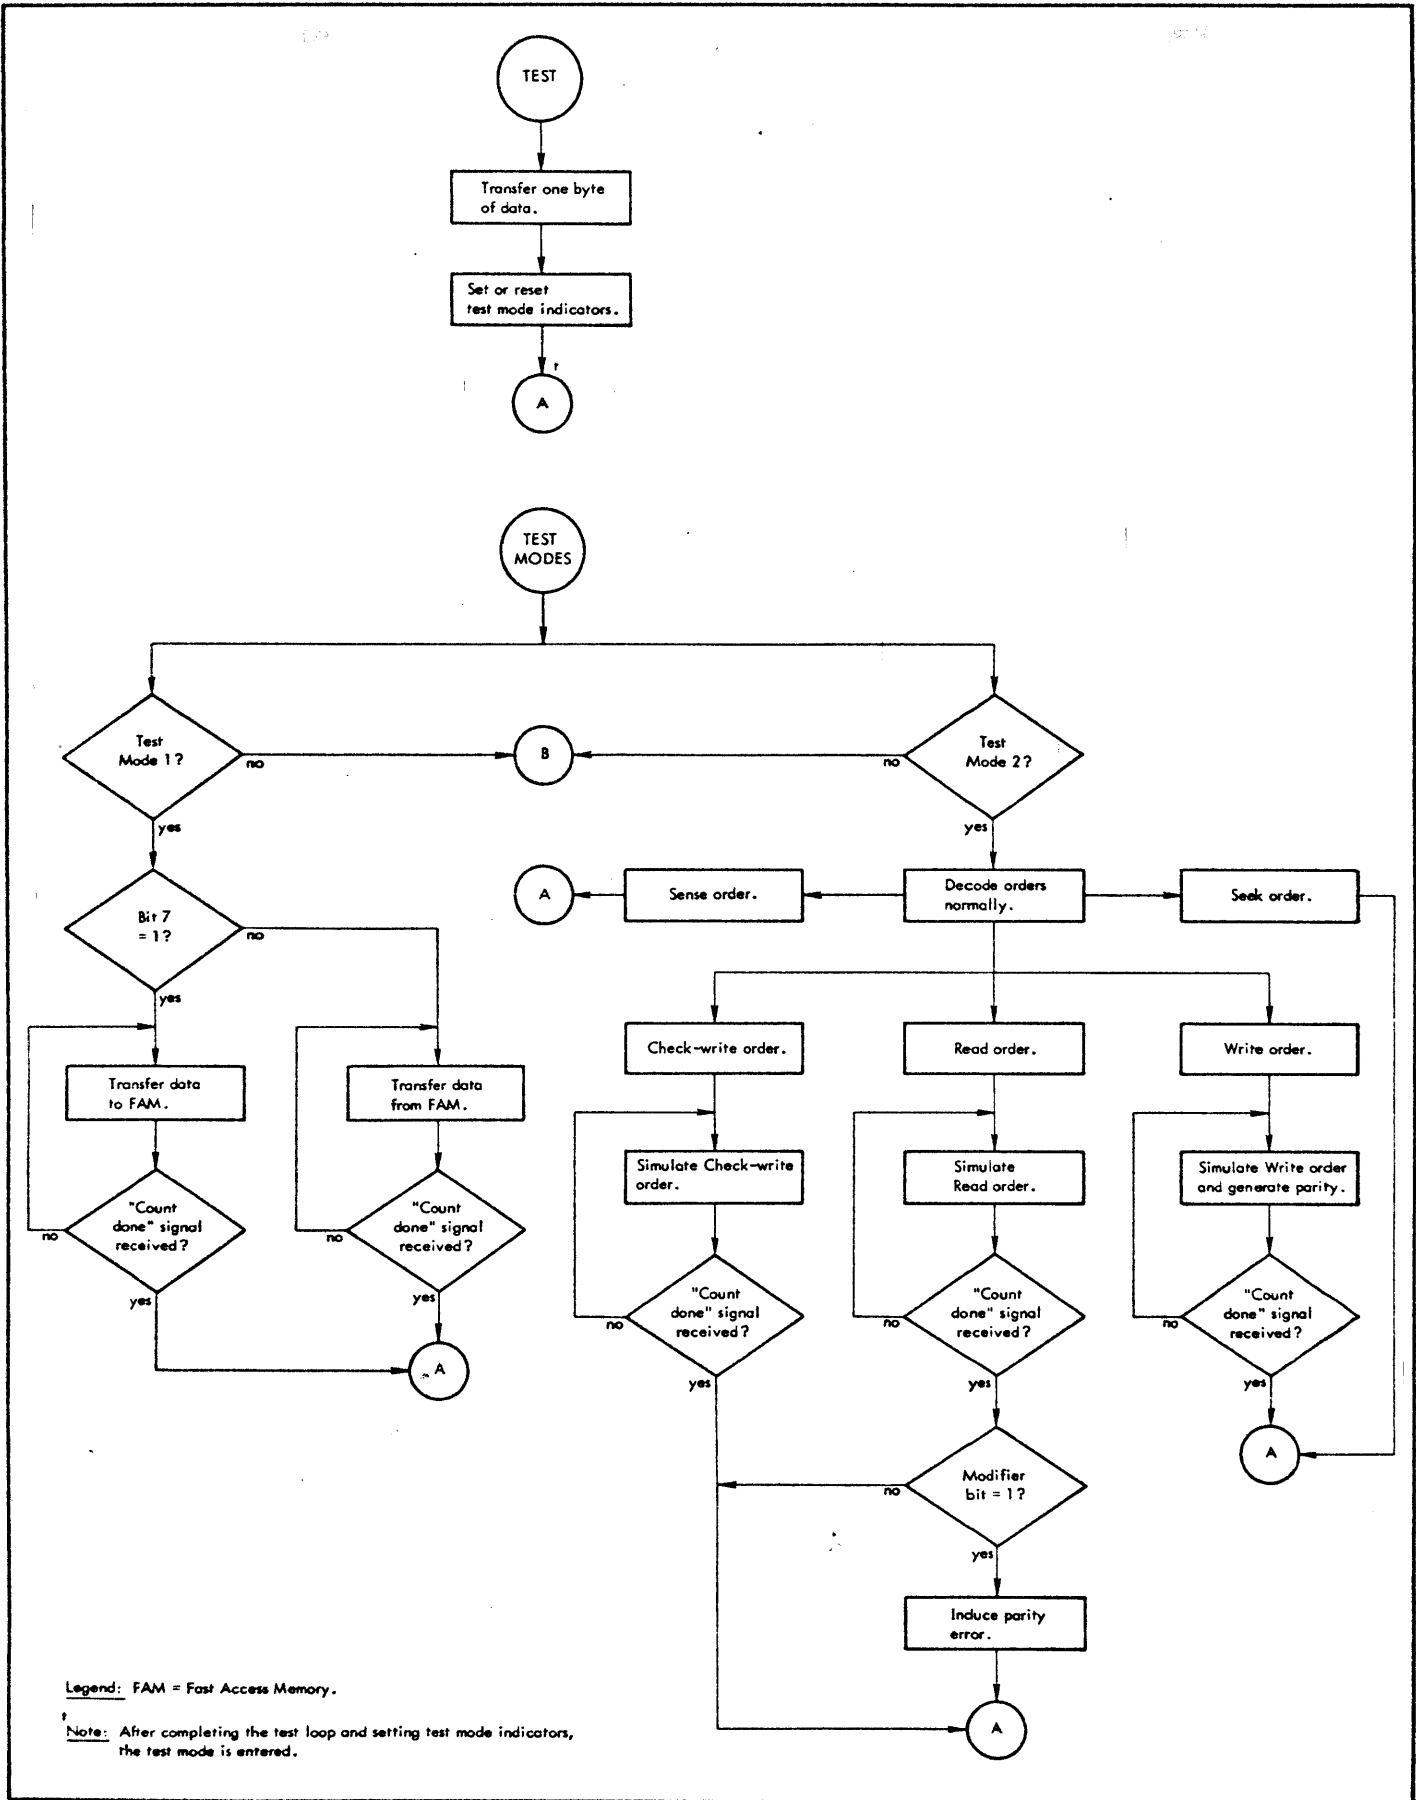 TEST
Transfer one byte
of data.
Set or reset
test mode indicators.
t
A
TEST
MODES
Test
Mode 1?
no
yes
B
Test
Mode 2?
no
yes
Bit 7
= 1?
no
yes
A
Sense order.
Decode orders
normally.
Seek order.
Transfer data
to FAM.
Transfer data
from FAM.
"Count
done" signal
received?
no
yes
"Count
done" signal
received?
no
yes
A
Check-write order.
Read order.
Write order.
Simulate Check-write
order.
Simulate
Read order.
Simulate Write order
and generate parity.
"Count
done" signal
received?
no
yes
"Count
done" signal
received?
no
yes
"Count
done" signal
received?
no
yes
A
Modifier
bit = 1?
no
yes
Induce parity
error.
A
Legend: FAM = Fast Access Memory.
t
Note: After completing the test loop and setting test mode indicators,
the test mode is entered.